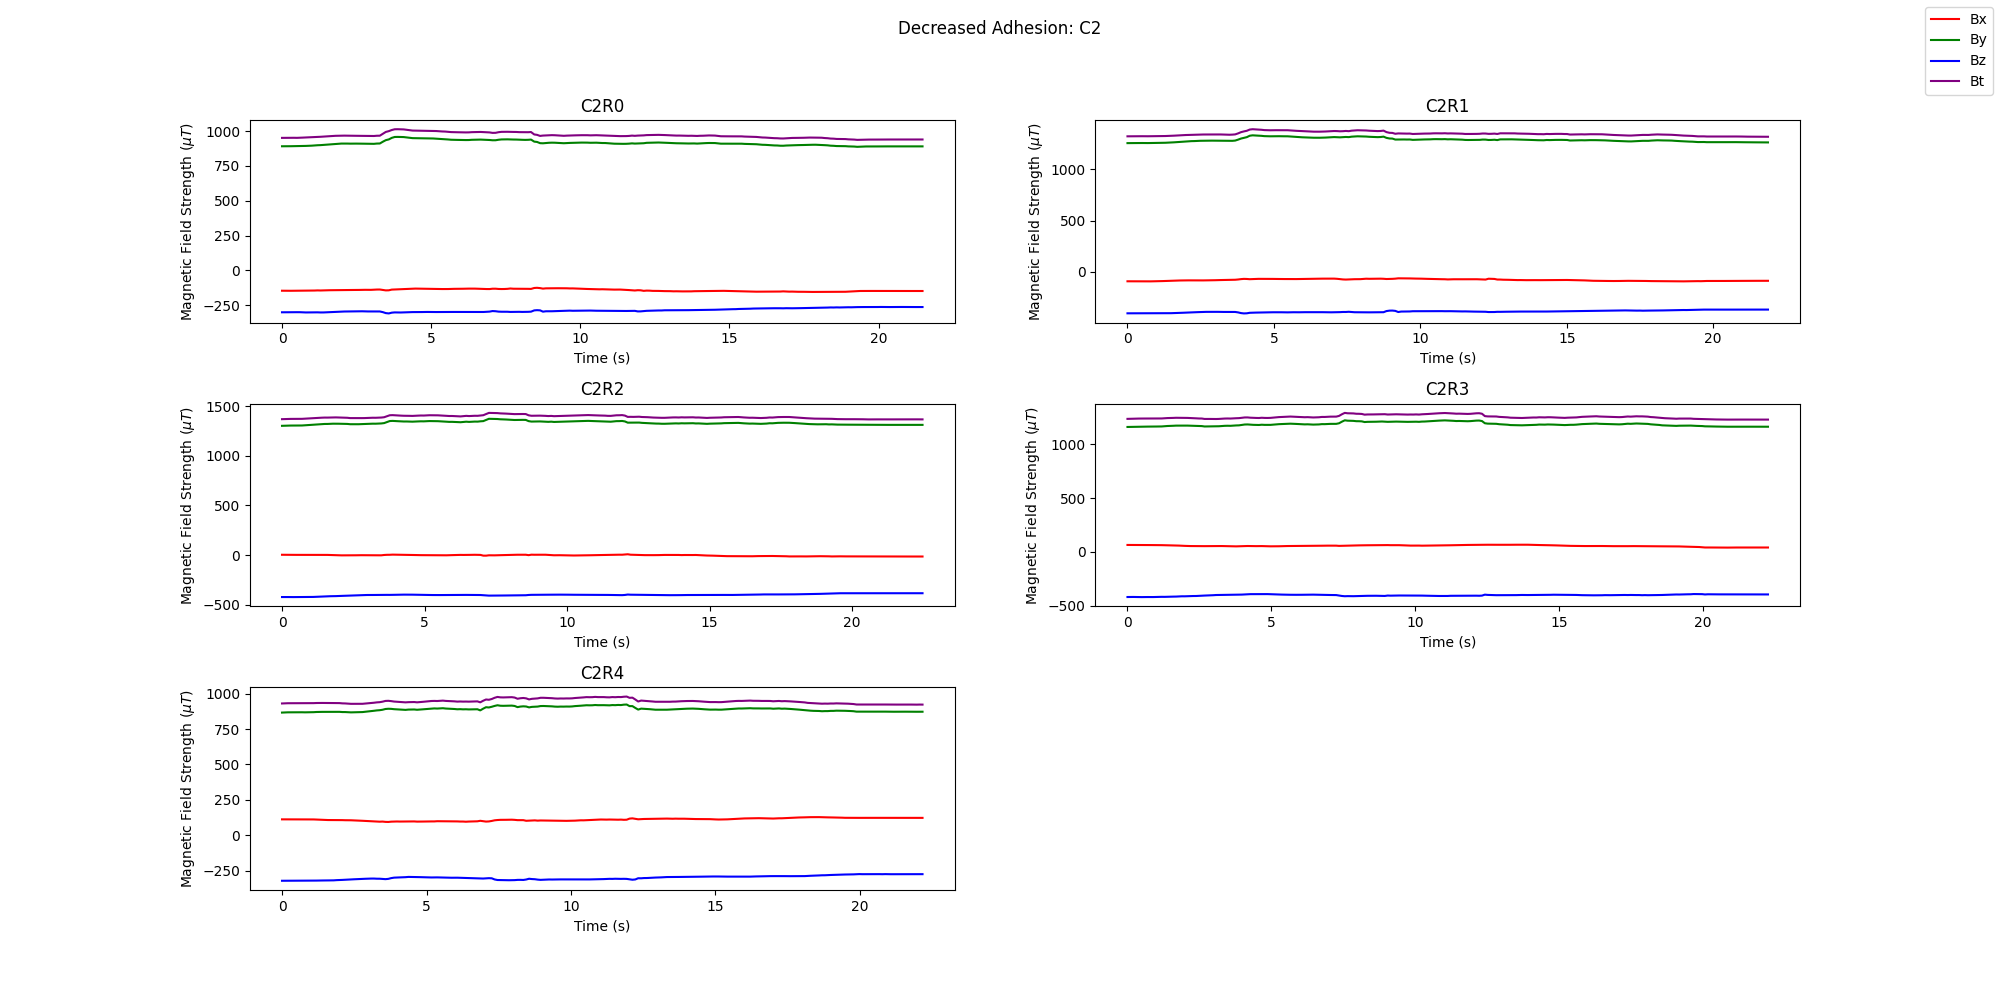 Decreased Adhesion: C2
Bx
By
Bz
Bt
C2R0
Magnetic Field Strength (μT)
1000
750
500
250
0
−250
0 5 10 15 20
Time (s)
C2R1
Magnetic Field Strength (μT)
1000
500
0
0 5 10 15 20
Time (s)
C2R2
Magnetic Field Strength (μT)
1500
1000
500
0
−500
0 5 10 15 20
Time (s)
C2R3
Magnetic Field Strength (μT)
1000
500
0
−500
0 5 10 15 20
Time (s)
C2R4
Magnetic Field Strength (μT)
1000
750
500
250
0
−250
0 5 10 15 20
Time (s)